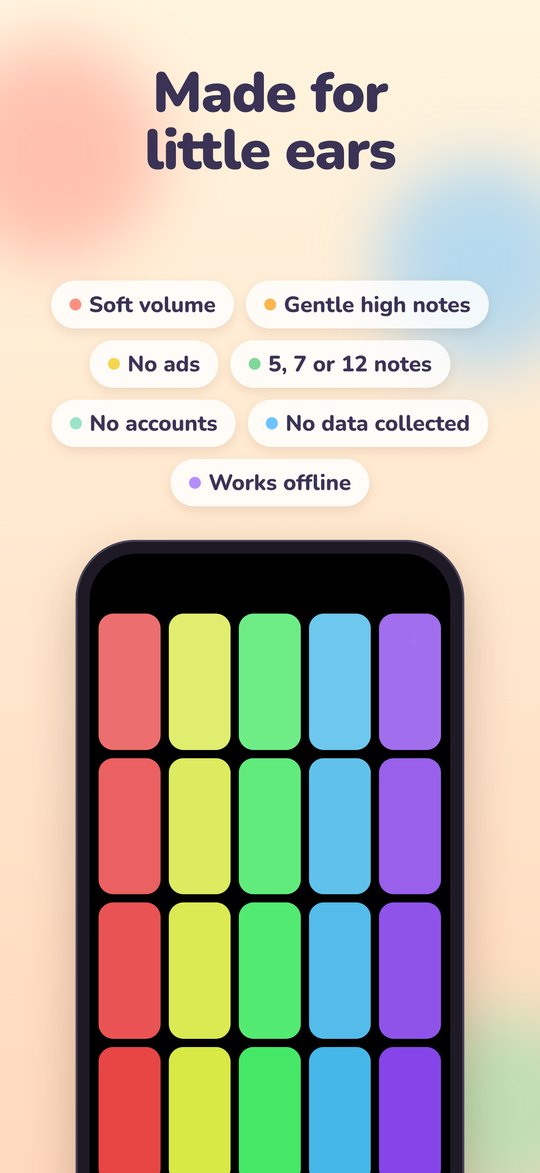 Made for
little ears
Soft volume
Gentle high notes
No ads
5, 7 or 12 notes
No accounts
No data collected
Works offline